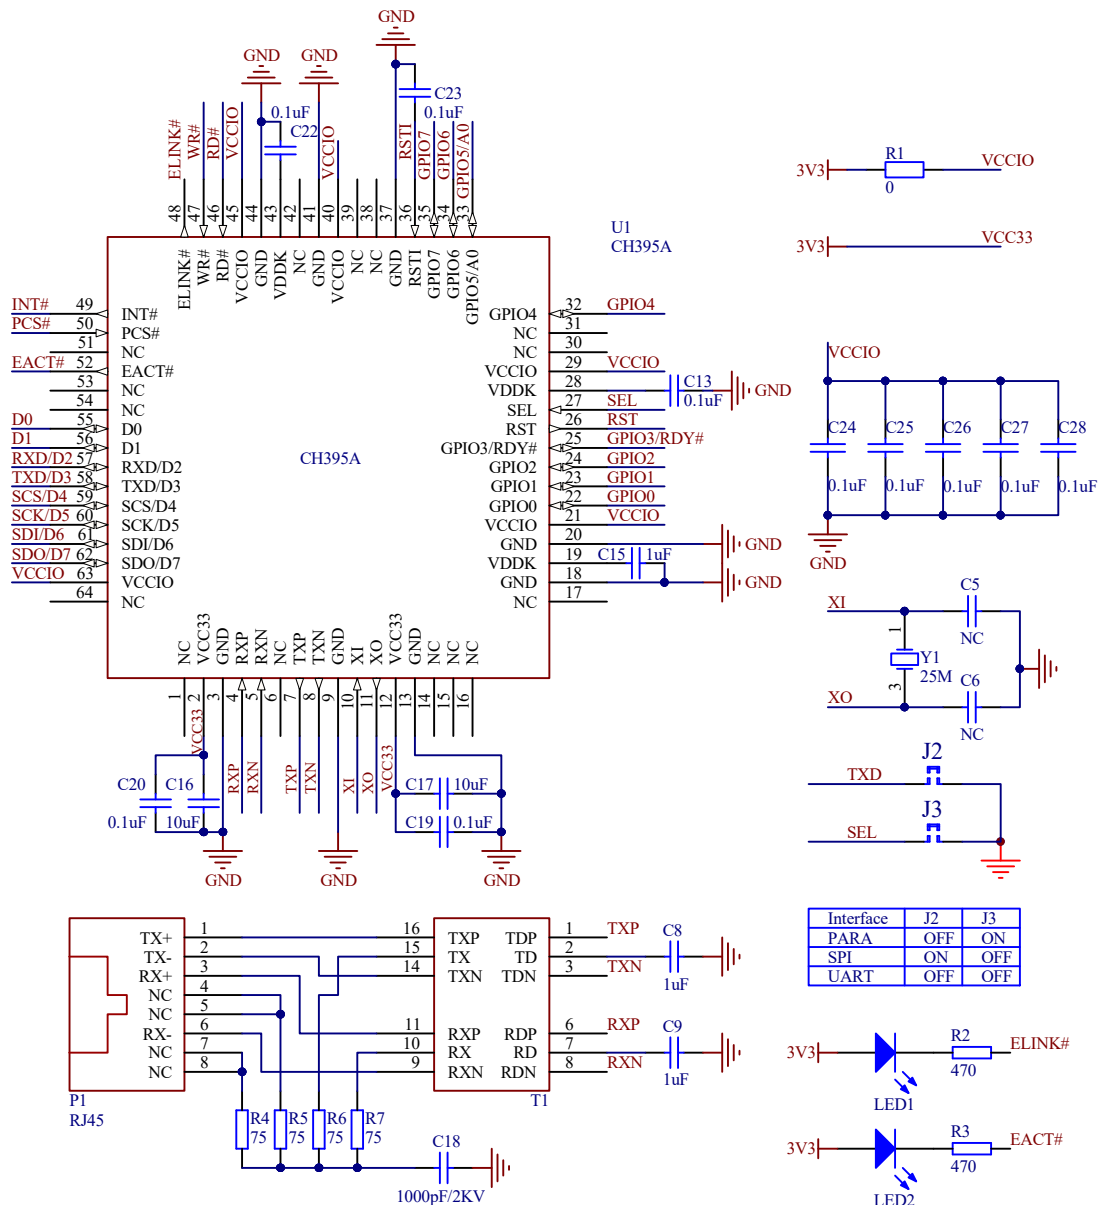 GND
GND GND
C23
0.1uF
0.1uF
C22
ELINK# WR# RD# VCCIO VCCIO RSTI GPIO7 GPIO6 GPIO5/A0
48 47 46 45 44 43 42 41 40 39 38 37 36 35 34 33
ELINK# WR# RD# VCCIO GND VDDK NC GND VCCIO NC NC GND RSTI GPIO7 GPIO6 GPIO5/A0
U1
CH395A
CH395A
INT# 49 INT#
PCS# 50 PCS#
51 NC
EACT# 52 EACT#
53 NC
54 NC
D0 55 D0
D1 56 D1
RXD/D2 57 RXD/D2
TXD/D3 58 TXD/D3
SCS/D4 59 SCS/D4
SCK/D5 60 SCK/D5
SDI/D6 61 SDI/D6
SDO/D7 62 SDO/D7
VCCIO 63 VCCIO
64 NC
GPIO4 32 GPIO4
NC 31
NC 30
VCCIO 29 VCCIO
VDDK 28 C13 0.1uF GND
SEL 27 SEL
RST 26 RST
GPIO3/RDY# 25 GPIO3/RDY#
GPIO2 24 GPIO2
GPIO1 23 GPIO1
GPIO0 22 GPIO0
VCCIO 21 VCCIO
GND 20 GND
VDDK 19 C15 1uF
GND 18 GND
NC 17
NC VCC33 GND RXP RXN NC TXP TXN GND XI XO VCC33 GND NC NC NC
1 2 3 4 5 6 7 8 9 10 11 12 13 14 15 16
VCC33 RXP RXN TXP TXN XI XO VCC33
C20 C16
0.1uF 10uF
C17 10uF
C19 0.1uF
GND GND GND
3V3 R1 VCCIO
0
3V3 VCC33
VCCIO
C24 C25 C26 C27 C28
0.1uF 0.1uF 0.1uF 0.1uF 0.1uF
GND
XI C5
NC
1
Y1
25M
3
XO C6
NC
TXD J2
SEL J3
Interface J2 J3
PARA OFF ON
SPI ON OFF
UART OFF OFF
TX+ 1
TX- 2
RX+ 3
NC 4
NC 5
RX- 6
NC 7
NC 8
P1
RJ45
16 TXP TDP 1 TXP
15 TX TD 2 C8
14 TXN TDN 3 TXN
1uF
11 RXP RDP 6 RXP
10 RX RD 7 C9
9 RXN RDN 8 RXN
1uF
T1
R4 R5 R6 R7
75 75 75 75
C18
1000pF/2KV
3V3 R2 ELINK#
470
LED1
3V3 R3 EACT#
470
LED2